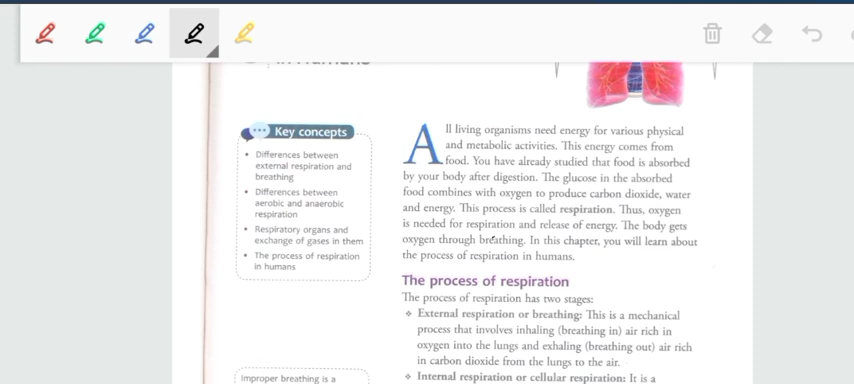 in Humans
Key concepts
• Differences between
external respiration and
breathing
• Differences between
aerobic and anaerobic
respiration
• Respiratory organs and
exchange of gases in them
• The process of respiration
in humans
All living organisms need energy for various physical
and metabolic activities. This energy comes from
food. You have already studied that food is absorbed
by your body after digestion. The glucose in the absorbed
food combines with oxygen to produce carbon dioxide, water
and energy. This process is called respiration. Thus, oxygen
is needed for respiration and release of energy. The body gets
oxygen through breathing. In this chapter, you will learn about
the process of respiration in humans.
The process of respiration
The process of respiration has two stages:
❖ External respiration or breathing: This is a mechanical
process that involves inhaling (breathing in) air rich in
oxygen into the lungs and exhaling (breathing out) air rich
in carbon dioxide from the lungs to the air.
❖ Internal respiration or cellular respiration: It is a
Improper breathing is a